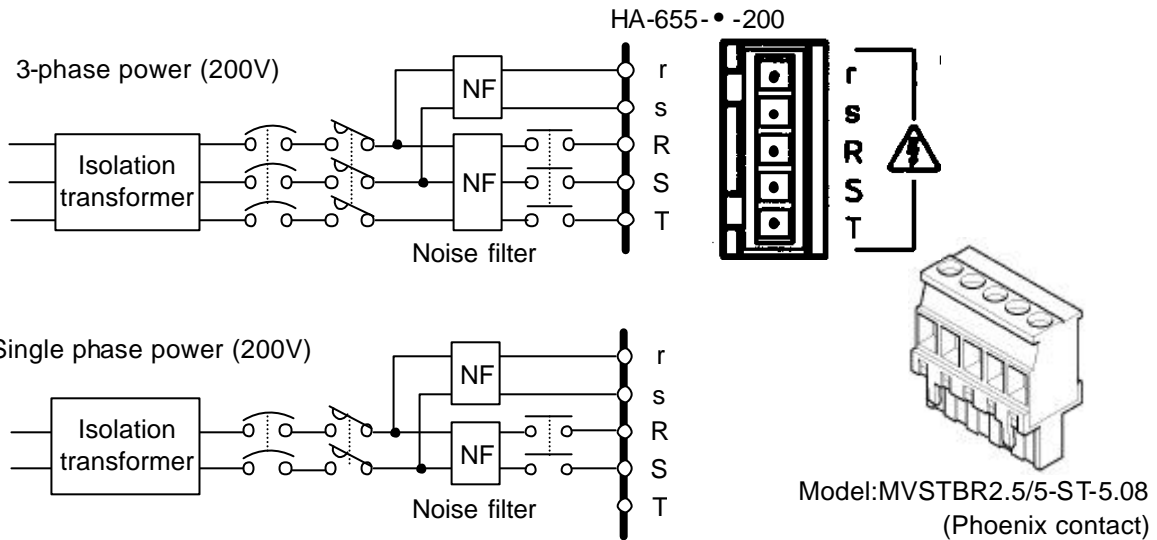 HA-655-• -200
3-phase power (200V)
NF
r
s
R
S
T
Isolation
transformer
NF
Noise filter
r
s
R
S
T
Single phase power (200V)
NF
r
s
R
S
T
Isolation
transformer
NF
Noise filter
Model:MVSTBR2.5/5-ST-5.08
(Phoenix contact)